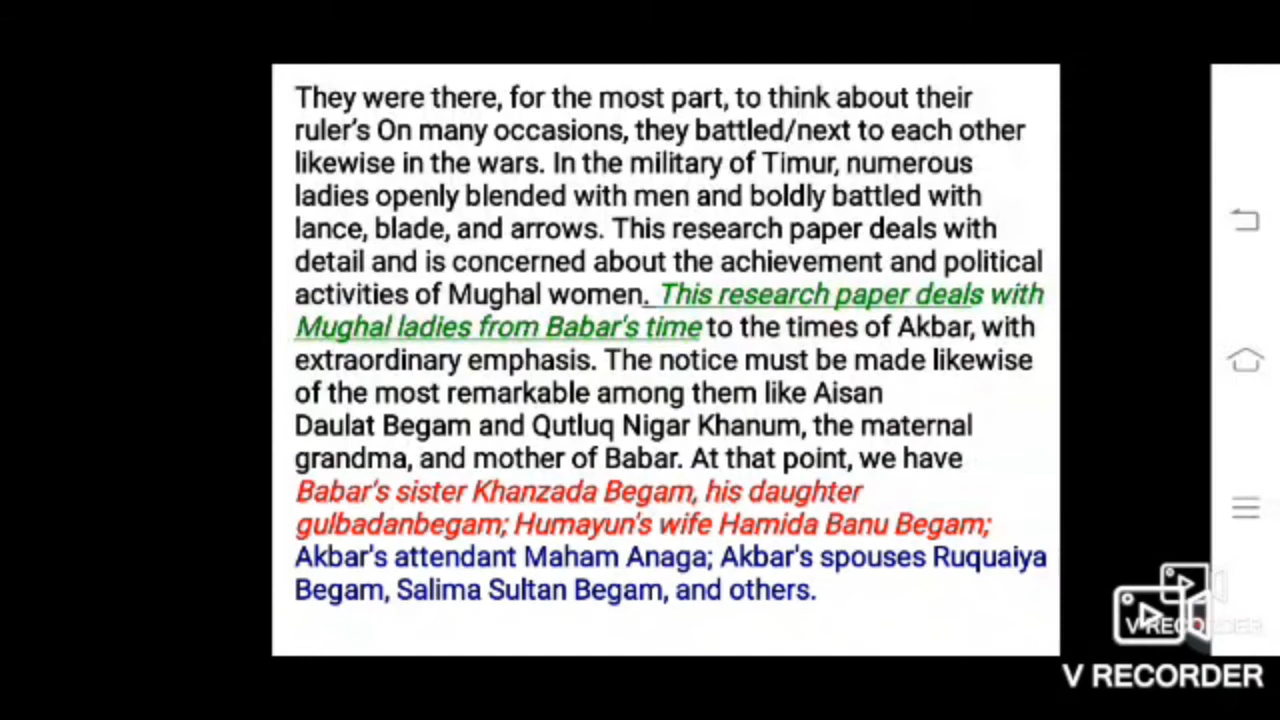 They were there, for the most part, to think about their
ruler's On many occasions, they battled/next to each other
likewise in the wars. In the military of Timur, numerous
ladies openly blended with men and boldly battled with
lance, blade, and arrows. This research paper deals with
detail and is concerned about the achievement and political
activities of Mughal women. This research paper deals with
Mughal ladies from Babar's time to the times of Akbar, with
extraordinary emphasis. The notice must be made likewise
of the most remarkable among them like Aisan
Daulat Begam and Qutluq Nigar Khanum, the maternal
grandma, and mother of Babar. At that point, we have
Babar's sister Khanzada Begam, his daughter
gulbadanbegam; Humayun's wife Hamida Banu Begam;
Akbar's attendant Maham Anaga; Akbar's spouses Ruquaiya
Begam, Salima Sultan Begam, and others.
V RECORDER
V RECORDER